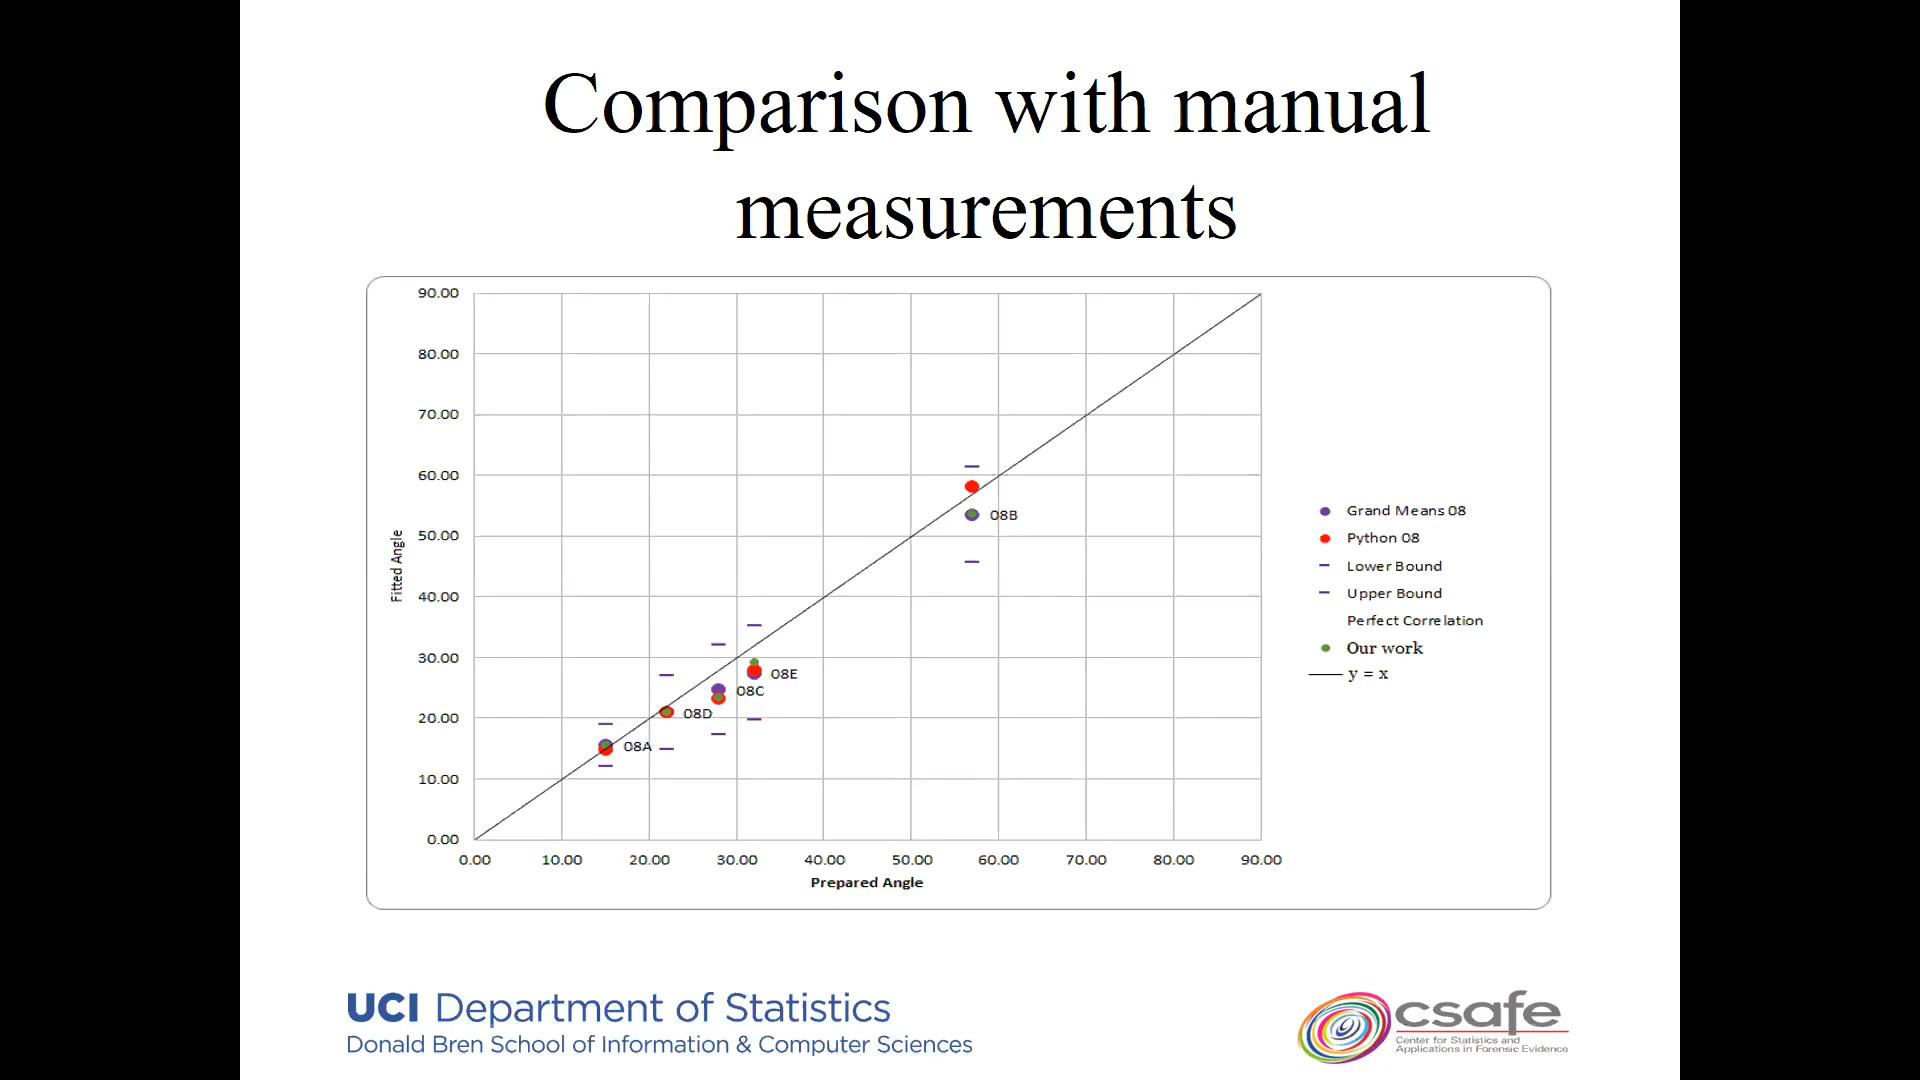 Comparison with manual
measurements
90.00
80.00
70.00
60.00
50.00
40.00
30.00
20.00
10.00
0.00
Fitted Angle
08B
08E
08C
08D
08A
0.00 10.00 20.00 30.00 40.00 50.00 60.00 70.00 80.00 90.00
Prepared Angle
Grand Means 08
Python 08
Lower Bound
Upper Bound
Perfect Correlation
Our work
y = x
UCI Department of Statistics
Donald Bren School of Information & Computer Sciences
csafe
Center for Statistics and
Applications in Forensic Evidence